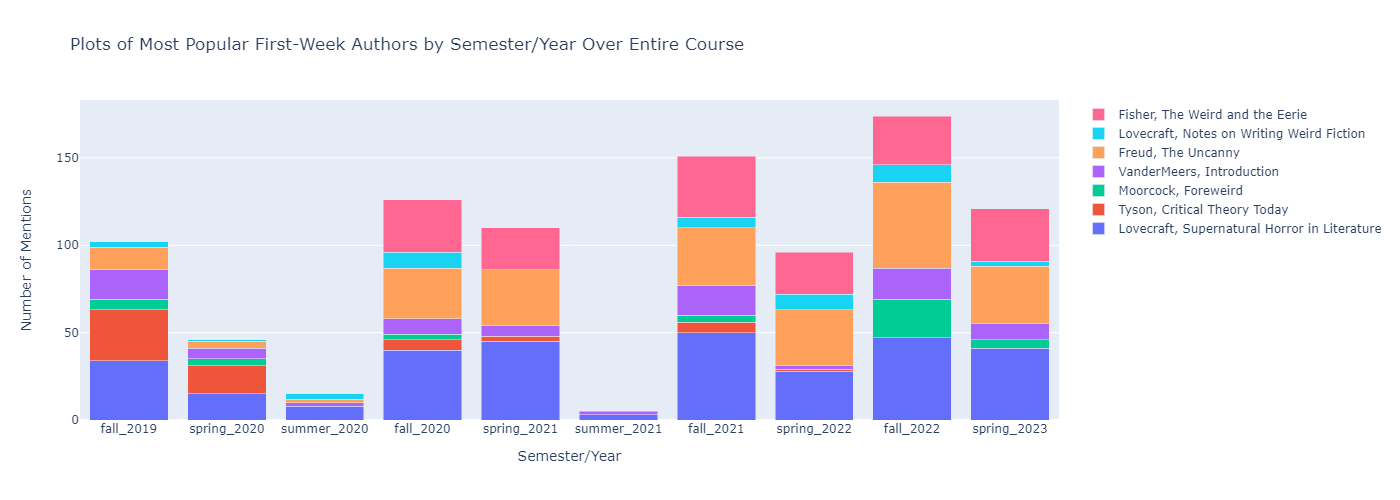 Plots of Most Popular First-Week Authors by Semester/Year Over Entire Course
Number of Mentions
150
100
50
0
fall_2019 spring_2020 summer_2020 fall_2020 spring_2021 summer_2021 fall_2021 spring_2022 fall_2022 spring_2023
Semester/Year
Fisher, The Weird and the Eerie
Lovecraft, Notes on Writing Weird Fiction
Freud, The Uncanny
VanderMeers, Introduction
Moorcock, Foreweird
Tyson, Critical Theory Today
Lovecraft, Supernatural Horror in Literature